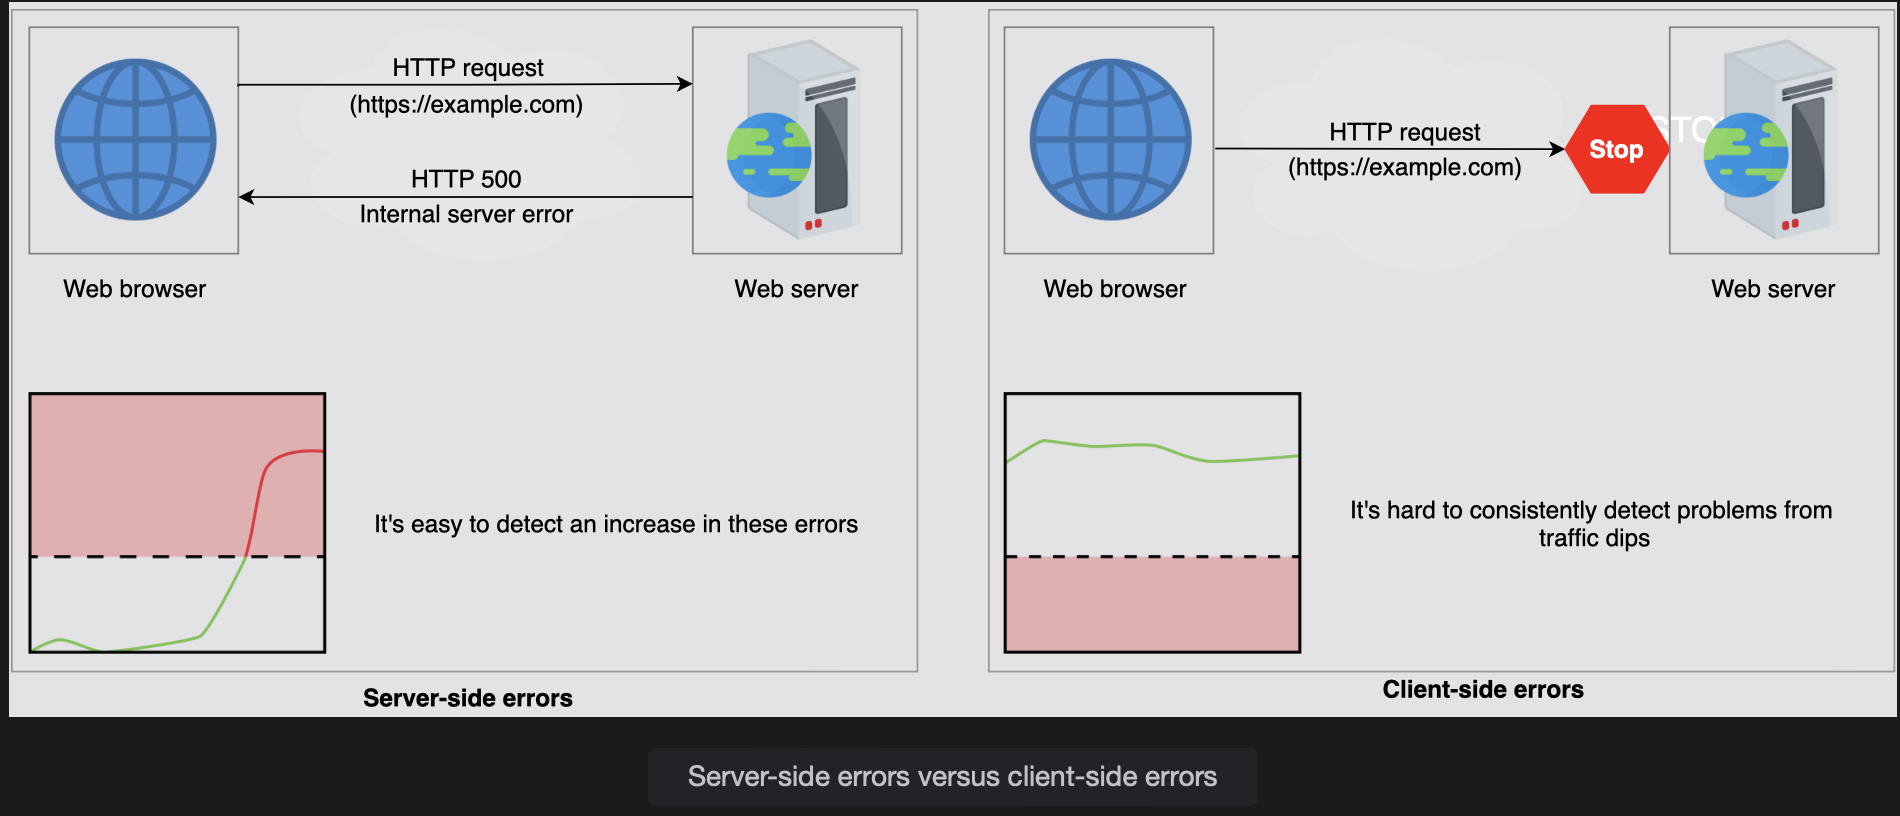 HTTP request
(https://example.com)
HTTP 500
Internal server error
Web browser
Web server
It's easy to detect an increase in these errors
Server-side errors
HTTP request
(https://example.com)
Stop
Web browser
Web server
It's hard to consistently detect problems from
traffic dips
Client-side errors
Server-side errors versus client-side errors